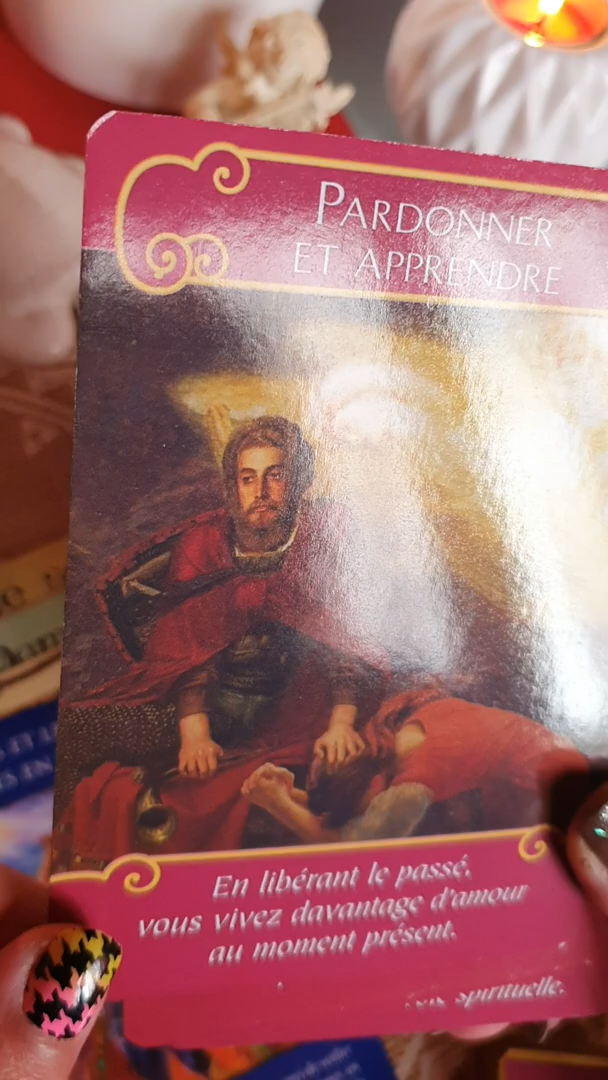 PARDONNER
ET APPRENDRE
En libérant le passé,
vous vivez davantage d'amour
au moment présent.
spirituelle.